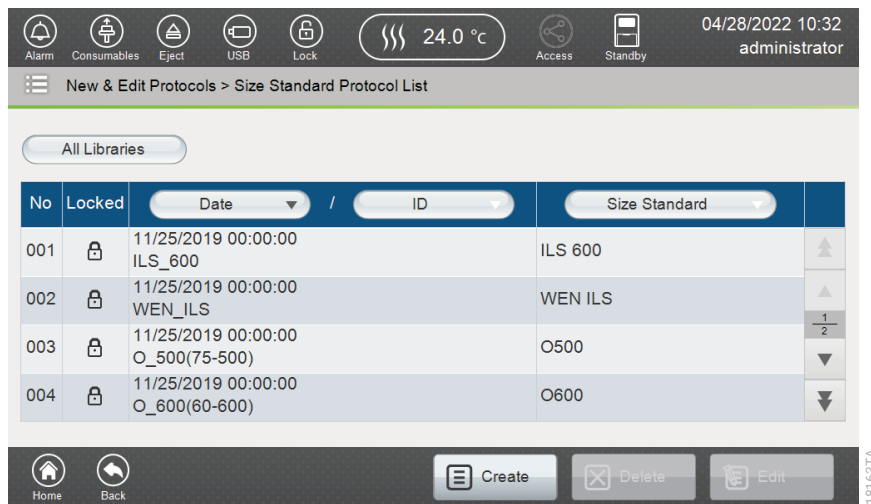 Alarm Consumables Eject USB Lock 24.0 °c Access Standby 04/28/2022 10:32
administrator
New & Edit Protocols > Size Standard Protocol List
All Libraries
No Locked Date / ID Size Standard
001 11/25/2019 00:00:00
ILS_600 ILS 600
002 11/25/2019 00:00:00
WEN_ILS WEN ILS
003 11/25/2019 00:00:00
O_500(75-500) O500
004 11/25/2019 00:00:00
O_600(60-600) O600
1
2
Home Back Create Delete Edit